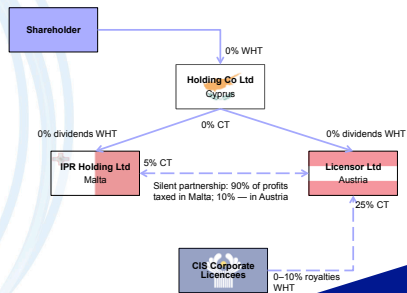 Shareholder
0% WHT
Holding Co Ltd
Cyprus
0% dividends WHT
0% CT
0% dividends WHT
IPR Holding Ltd
Malta
5% CT
Licensor Ltd
Austria
Silent partnership: 90% of profits
taxed in Malta; 10% — in Austria
25% CT
CIS Corporate
Licencees
0–10% royalties
WHT